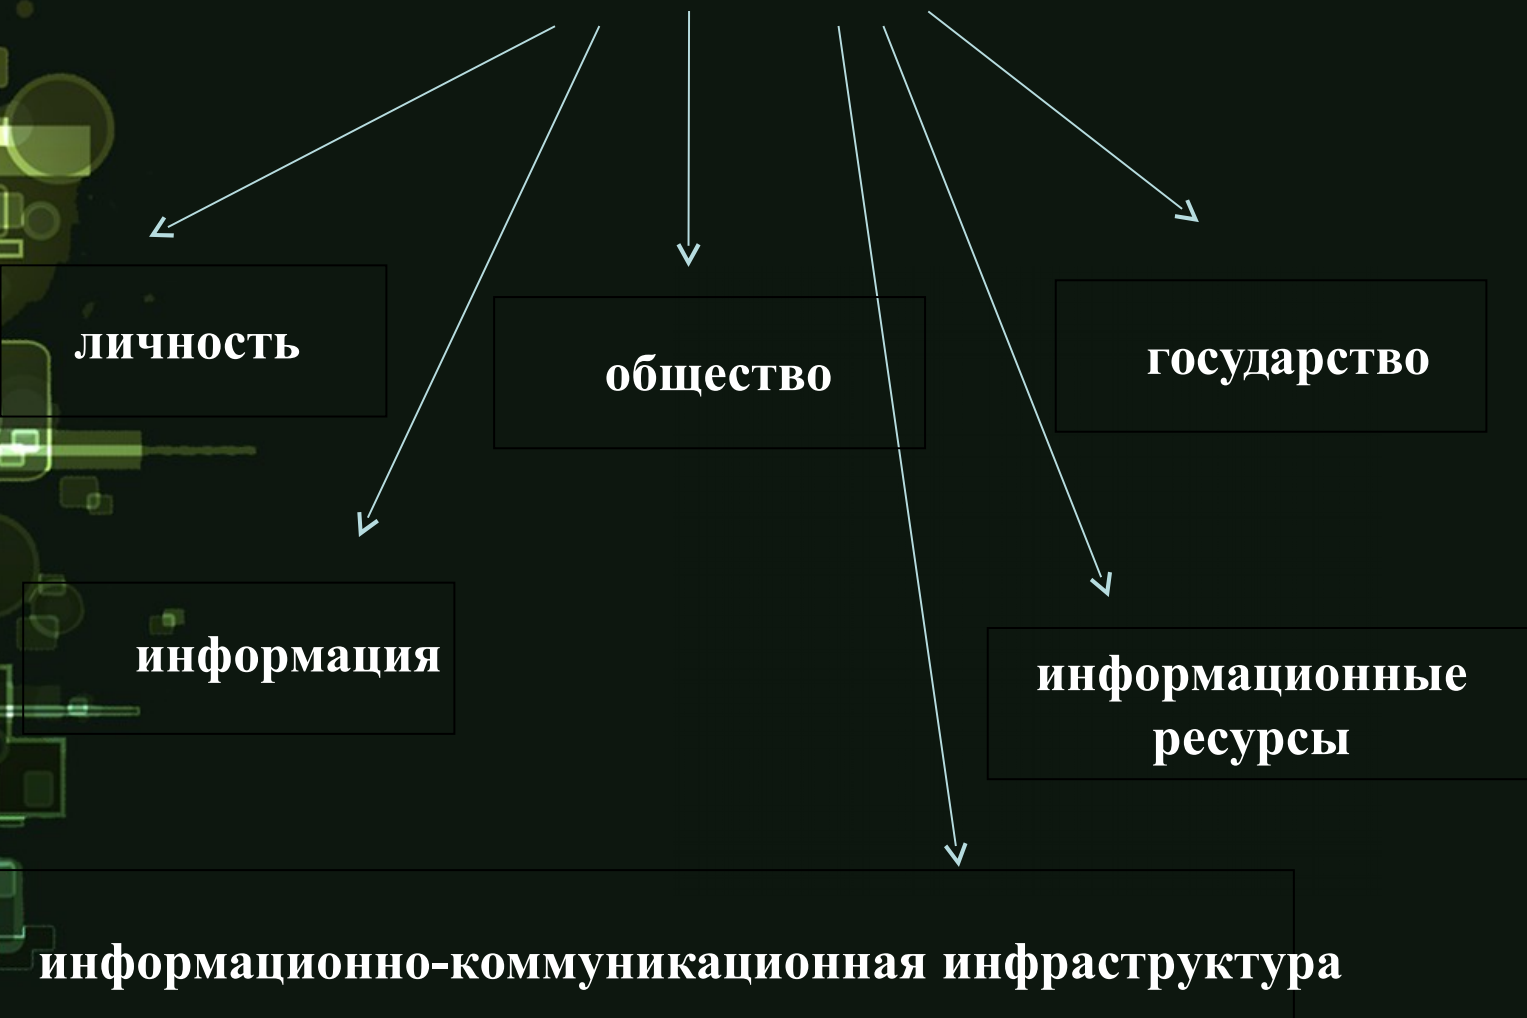 личность
общество
государство
информация
информационные
ресурсы
информационно-коммуникационная инфраструктура